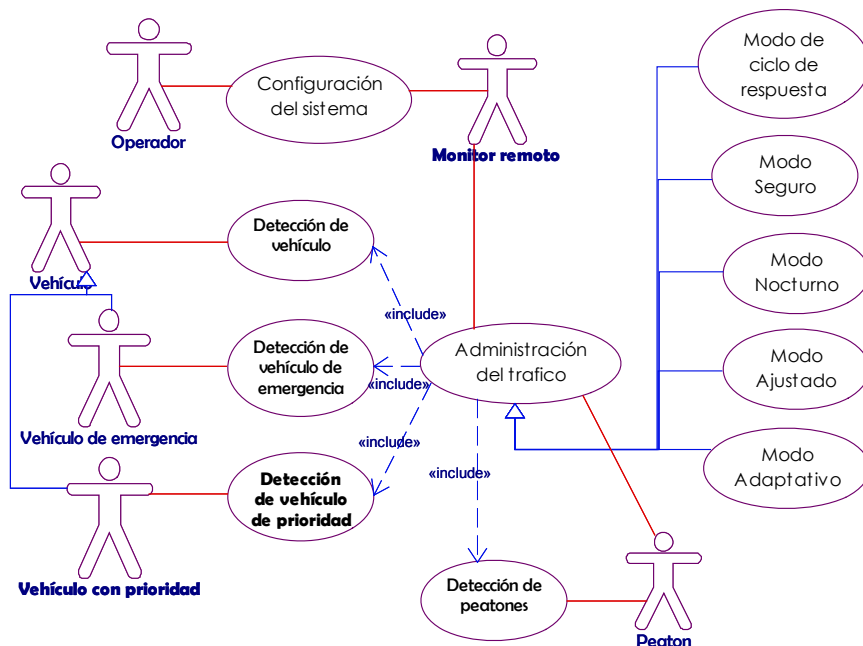 Modo de
ciclo de
respuesta
Configuración
del sistema
Operador
Monitor remoto
Modo
Seguro
Detección de
vehículo
Vehículo
Modo
Nocturno
«include»
Administración
del trafico
Detección de
vehículo de
emergencia
«include»
Modo
Ajustado
Vehículo de emergencia
«include»
«include»
Modo
Adaptativo
Detección
de vehículo
de prioridad
Vehículo con prioridad
Detección de
peatones
Peaton